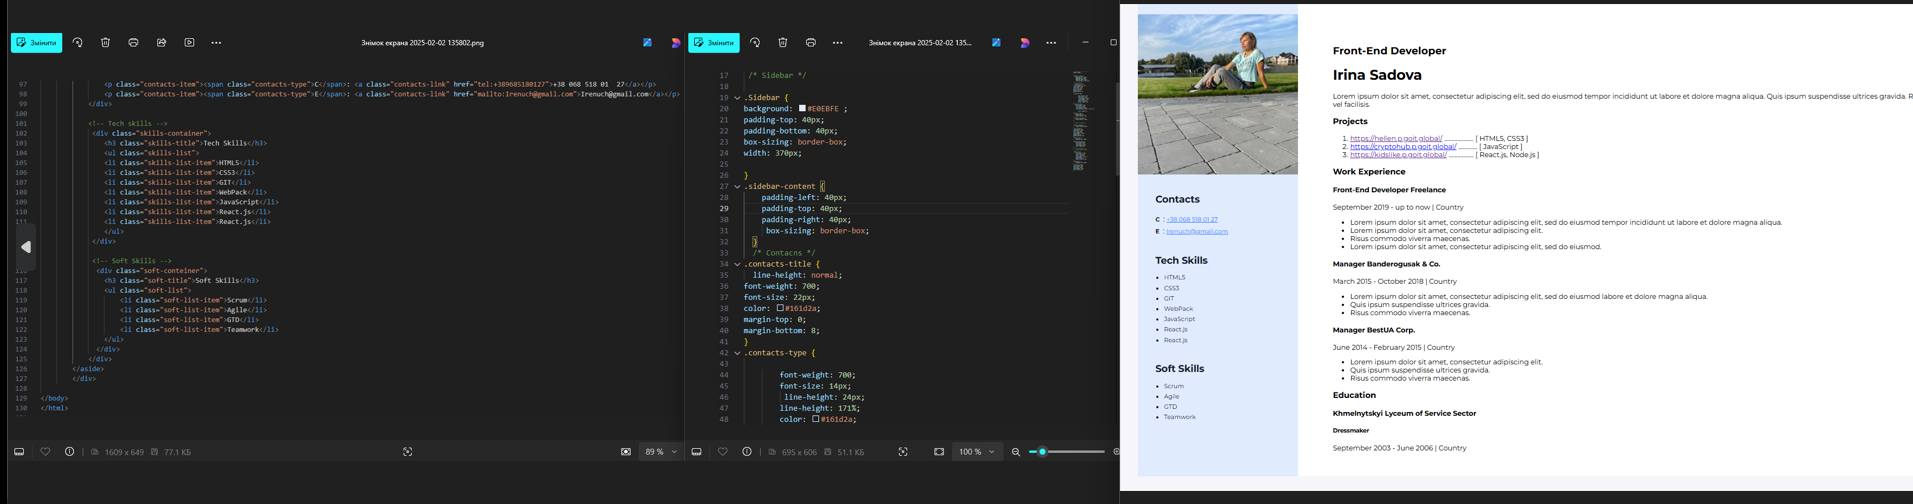 Змінити
Знімок екрана 2025-02-02 135802.png
97 <p class="contacts-item"><span class="contacts-type">C</span>: <a class="contacts-link" href="tel:+389685180127">+38 068 518 01  27</a></p>
98 <p class="contacts-item"><span class="contacts-type">E</span>: <a class="contacts-link" href="mailto:Irenuch@gmail.com">Irenuch@gmail.com</a></p>
99 </div>
100
101 <!-- Tech skills -->
102 <div class="skills-container">
103 <h3 class="skills-title">Tech Skills</h3>
104 <ul class="skills-list">
105 <li class="skills-list-item">HTML5</li>
106 <li class="skills-list-item">CSS3</li>
107 <li class="skills-list-item">GIT</li>
108 <li class="skills-list-item">WebPack</li>
109 <li class="skills-list-item">JavaScript</li>
110 <li class="skills-list-item">React.js</li>
111 <li class="skills-list-item">React.js</li>
</ul>
</div>
<!-- Soft Skills -->
116 <div class="soft-conteiner">
117 <h3 class="soft-title">Soft Skills</h3>
118 <ul class="soft-list">
119 <li class="soft-list-item">Scrum</li>
120 <li class="soft-list-item">Agile</li>
121 <li class="soft-list-item">GTD</li>
122 <li class="soft-list-item">Teamwork</li>
123 </ul>
124 </div>
125 </div>
126 </aside>
127 </div>
128
129 </body>
130 </html>
1609 x 649
77.1 КБ
89 %
Змінити
Знімок екрана 2025-02-02 135...
17 /* Sidebar */
18
19 .Sidebar {
20 background: #E0EBFE ;
21 padding-top: 40px;
22 padding-bottom: 40px;
23 box-sizing: border-box;
24 width: 370px;
25
26 }
27 .sidebar-content {
28 padding-left: 40px;
29 padding-top: 40px;
30 padding-right: 40px;
31 box-sizing: border-box;
32 }
33 /* Contacns */
34 .contacts-title {
35 line-height: normal;
36 font-weight: 700;
37 font-size: 22px;
38 color: #161d2a;
39 margin-top: 0;
40 margin-bottom: 8;
41 }
42 .contacts-type {
43
44 font-weight: 700;
45 font-size: 14px;
46 line-height: 24px;
47 line-height: 171%;
48 color: #161d2a;
695 x 606
51.1 КБ
100 %
Contacts
C : +38 068 518 01 27
E : Irenuch@gmail.com
Tech Skills
• HTML5
• CSS3
• GIT
• WebPack
• JavaScript
• React.js
• React.js
Soft Skills
• Scrum
• Agile
• GTD
• Teamwork
Front-End Developer
Irina Sadova
Lorem ipsum dolor sit amet, consectetur adipiscing elit, sed do eiusmod tempor incididunt ut labore et dolore magna aliqua. Quis ipsum suspendisse ultrices gravida. R
vel facilisis.
Projects
1. https://hellen.p.goit.global/ .................. [ HTML5, CSS3 ]
2. https://cryptohub.p.goit.global/ ........... [ JavaScript ]
3. https://kidslike.p.goit.global/ ............... [ React.js, Node.js ]
Work Experience
Front-End Developer Freelance
September 2019 - up to now | Country
• Lorem ipsum dolor sit amet, consectetur adipiscing elit, sed do eiusmod tempor incididunt ut labore et dolore magna aliqua.
• Lorem ipsum dolor sit amet, consectetur adipiscing elit.
• Risus commodo viverra maecenas.
• Lorem ipsum dolor sit amet, consectetur adipiscing elit, sed do eiusmod.
Manager Banderogusak & Co.
March 2015 - October 2018 | Country
• Lorem ipsum dolor sit amet, consectetur adipiscing elit, sed do eiusmod labore et dolore magna aliqua.
• Quis ipsum suspendisse ultrices gravida.
• Risus commodo viverra maecenas.
Manager BestUA Corp.
June 2014 - February 2015 | Country
• Lorem ipsum dolor sit amet, consectetur adipiscing elit.
• Quis ipsum suspendisse ultrices gravida.
• Risus commodo viverra maecenas.
Education
Khmelnytskyi Lyceum of Service Sector
Dressmaker
September 2003 - June 2006 | Country